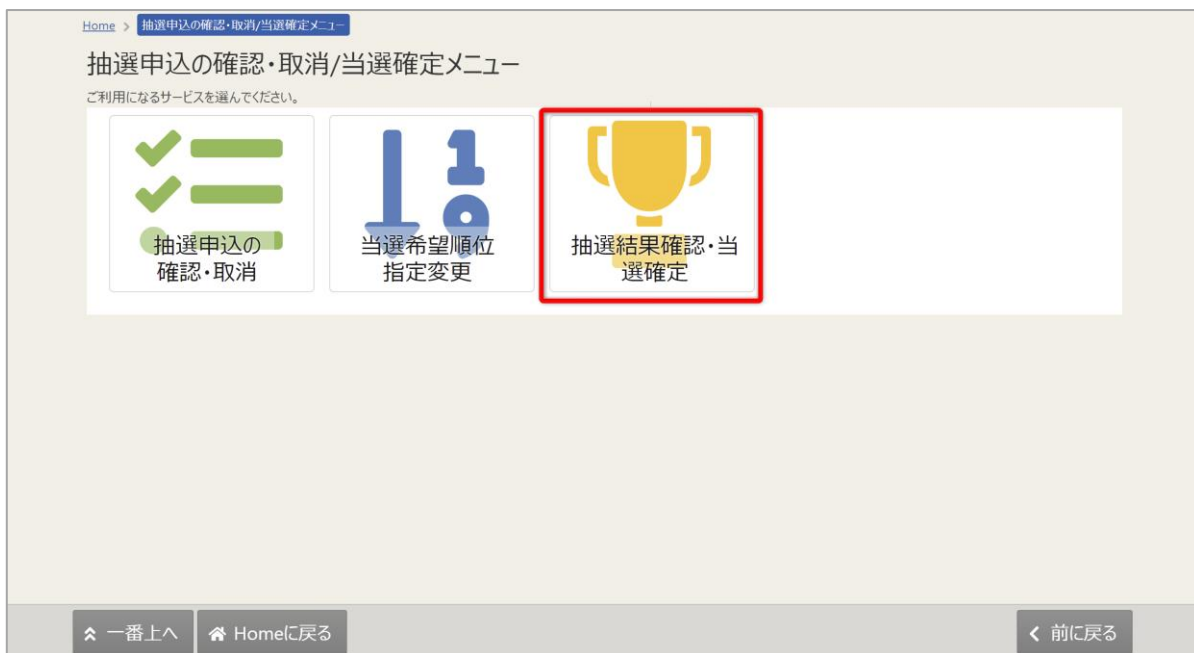 Home > 抽選申込の確認・取消/当選確定メニュー
抽選申込の確認・取消/当選確定メニュー
ご利用になるサービスを選んでください。
抽選申込の
確認・取消
当選希望順位
指定変更
抽選結果確認・当
選確定
一番上へ
Homeに戻る
前に戻る